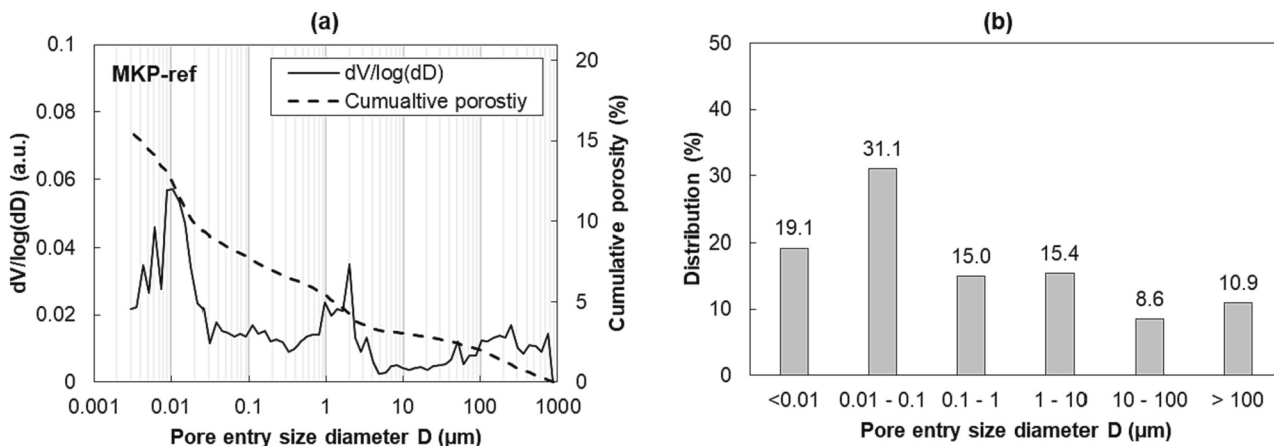 (a)
0.1
0.08
0.06
0.04
0.02
0
dV/log(dD) (a.u.)
MKP-ref
dV/log(dD)
Cumualtive porostiy
20
15
10
5
0
Cumulative porosity (%)
0.001 0.01 0.1 1 10 100 1000
Pore entry size diameter D (µm)
(b)
50
40
30
20
10
0
Distribution (%)
19.1
31.1
15.0
15.4
8.6
10.9
<0.01 0.01 - 0.1 0.1 - 1 1 - 10 10 - 100 > 100
Pore entry size diameter D (µm)